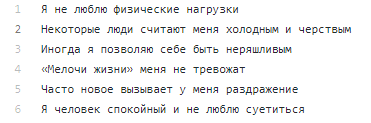 1 Я не люблю физические нагрузки
2 Некоторые люди считают меня холодным и черствым
3 Иногда я позволяю себе быть неряшливым
4 «Мелочи жизни» меня не тревожат
5 Часто новое вызывает у меня раздражение
6 Я человек спокойный и не люблю суетиться